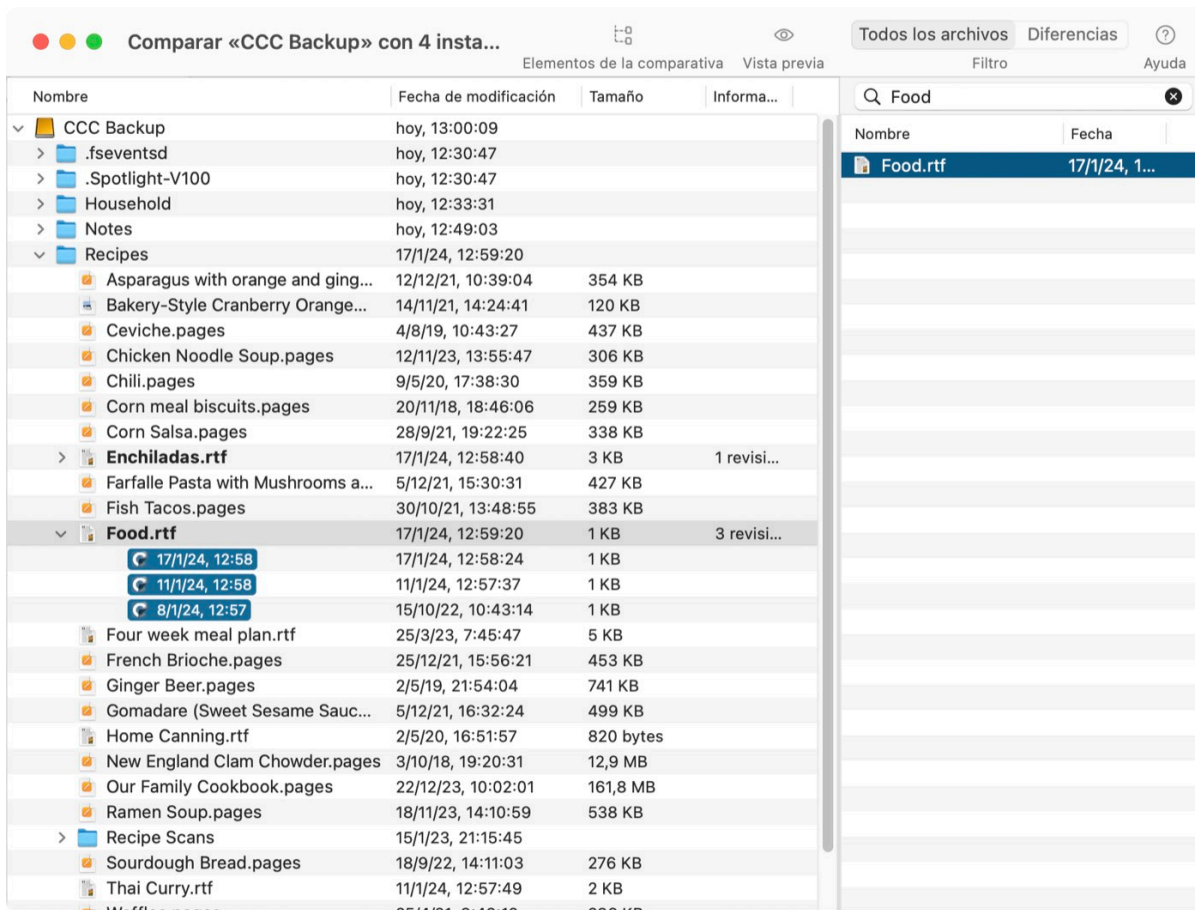 Comparar «CCC Backup» con 4 insta...
Elementos de la comparativa
Vista previa
Todos los archivos Diferencias
Filtro
Ayuda
Nombre Fecha de modificación Tamaño Informa...
CCC Backup hoy, 13:00:09
.fseventsd hoy, 12:30:47
.Spotlight-V100 hoy, 12:30:47
Household hoy, 12:33:31
Notes hoy, 12:49:03
Recipes 17/1/24, 12:59:20
Asparagus with orange and ging... 12/12/21, 10:39:04 354 KB
Bakery-Style Cranberry Orange... 14/11/21, 14:24:41 120 KB
Ceviche.pages 4/8/19, 10:43:27 437 KB
Chicken Noodle Soup.pages 12/11/23, 13:55:47 306 KB
Chili.pages 9/5/20, 17:38:30 359 KB
Corn meal biscuits.pages 20/11/18, 18:46:06 259 KB
Corn Salsa.pages 28/9/21, 19:22:25 338 KB
Enchiladas.rtf 17/1/24, 12:58:40 3 KB 1 revisi...
Farfalle Pasta with Mushrooms a... 5/12/21, 15:30:31 427 KB
Fish Tacos.pages 30/10/21, 13:48:55 383 KB
Food.rtf 17/1/24, 12:59:20 1 KB 3 revisi...
17/1/24, 12:58 17/1/24, 12:58:24 1 KB
11/1/24, 12:58 11/1/24, 12:57:37 1 KB
8/1/24, 12:57 15/10/22, 10:43:14 1 KB
Four week meal plan.rtf 25/3/23, 7:45:47 5 KB
French Brioche.pages 25/12/21, 15:56:21 453 KB
Ginger Beer.pages 2/5/19, 21:54:04 741 KB
Gomadare (Sweet Sesame Sauc... 5/12/21, 16:32:24 499 KB
Home Canning.rtf 2/5/20, 16:51:57 820 bytes
New England Clam Chowder.pages 3/10/18, 19:20:31 12,9 MB
Our Family Cookbook.pages 22/12/23, 10:02:01 161,8 MB
Ramen Soup.pages 18/11/23, 14:10:59 538 KB
Recipe Scans 15/1/23, 21:15:45
Sourdough Bread.pages 18/9/22, 14:11:03 276 KB
Thai Curry.rtf 11/1/24, 12:57:49 2 KB
Food
Nombre Fecha
Food.rtf 17/1/24, 1...